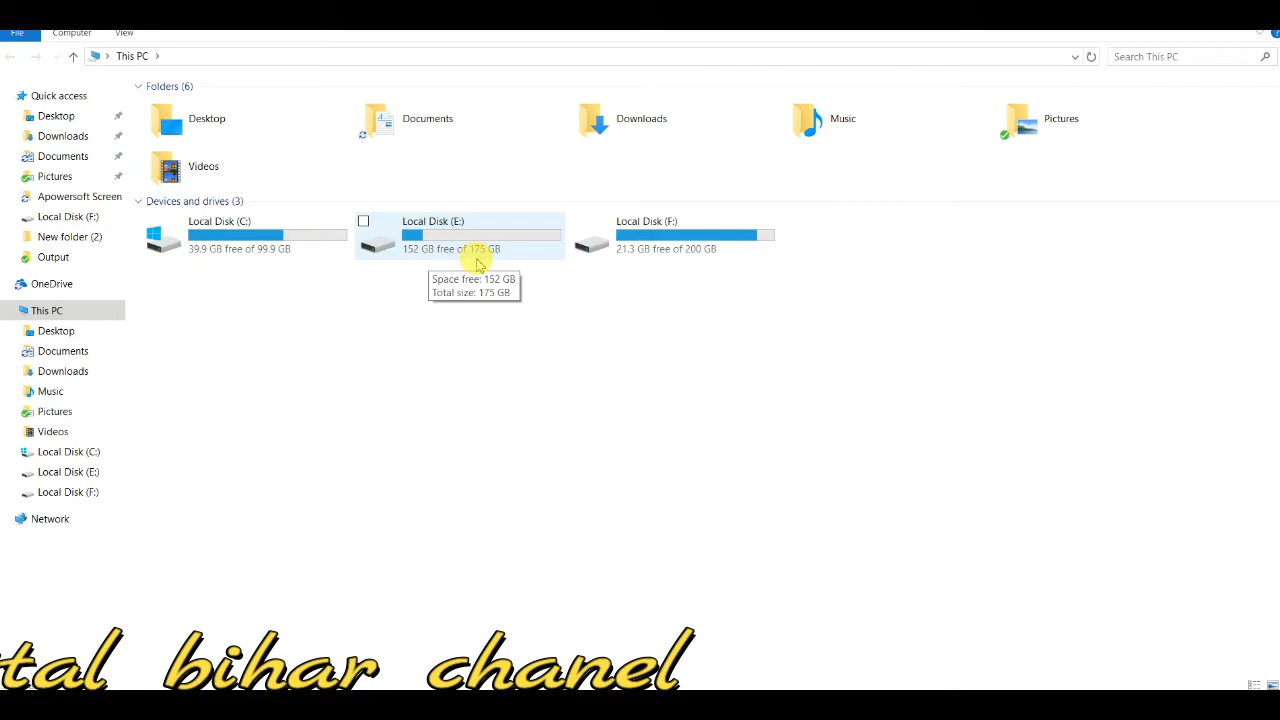 File Computer View
This PC
Search This PC
Quick access
Desktop
Downloads
Documents
Pictures
Apowersoft Screen
Local Disk (F:)
New folder (2)
Output
OneDrive
This PC
Desktop
Documents
Downloads
Music
Pictures
Videos
Local Disk (C:)
Local Disk (E:)
Local Disk (F:)
Network
Folders (6)
Desktop
Documents
Downloads
Music
Pictures
Videos
Devices and drives (3)
Local Disk (C:)
39.9 GB free of 99.9 GB
Local Disk (E:)
152 GB free of 175 GB
Local Disk (F:)
21.3 GB free of 200 GB
Space free: 152 GB
Total size: 175 GB
tal bihar chanel